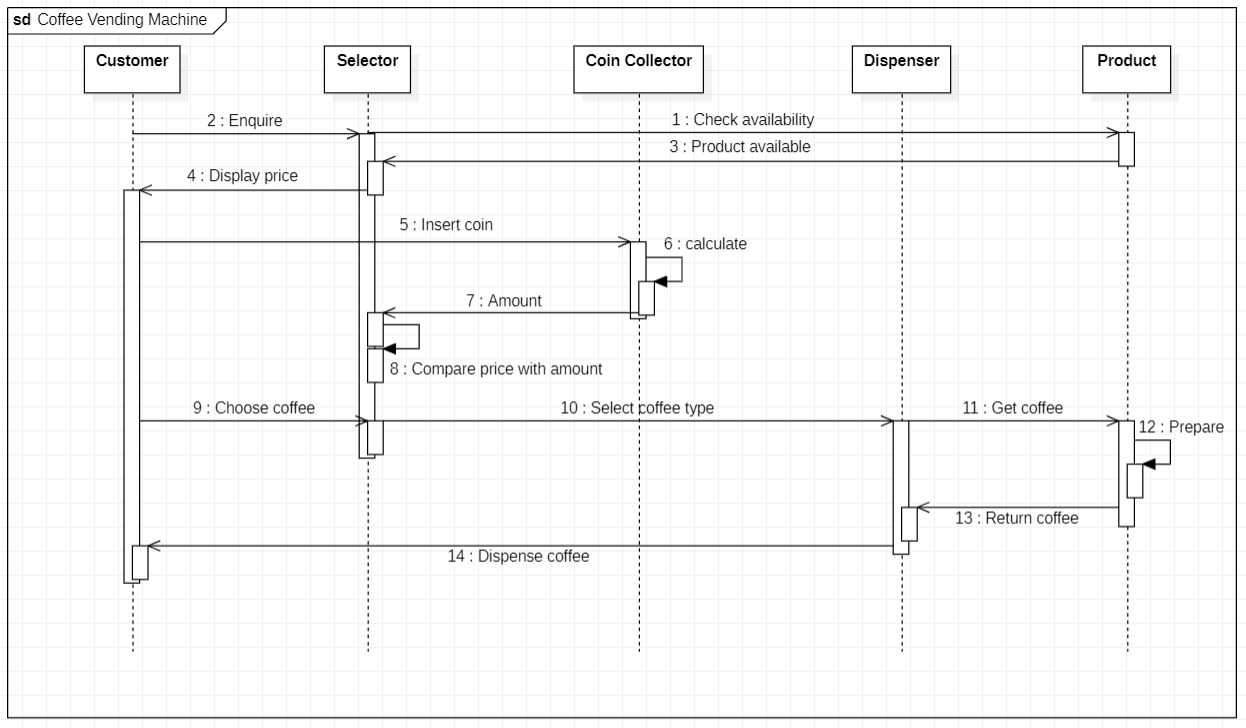 sd Coffee Vending Machine
Customer
Selector
Coin Collector
Dispenser
Product
2 : Enquire
1 : Check availability
3 : Product available
4 : Display price
5 : Insert coin
6 : calculate
7 : Amount
8 : Compare price with amount
9 : Choose coffee
10 : Select coffee type
11 : Get coffee
12 : Prepare
13 : Return coffee
14 : Dispense coffee